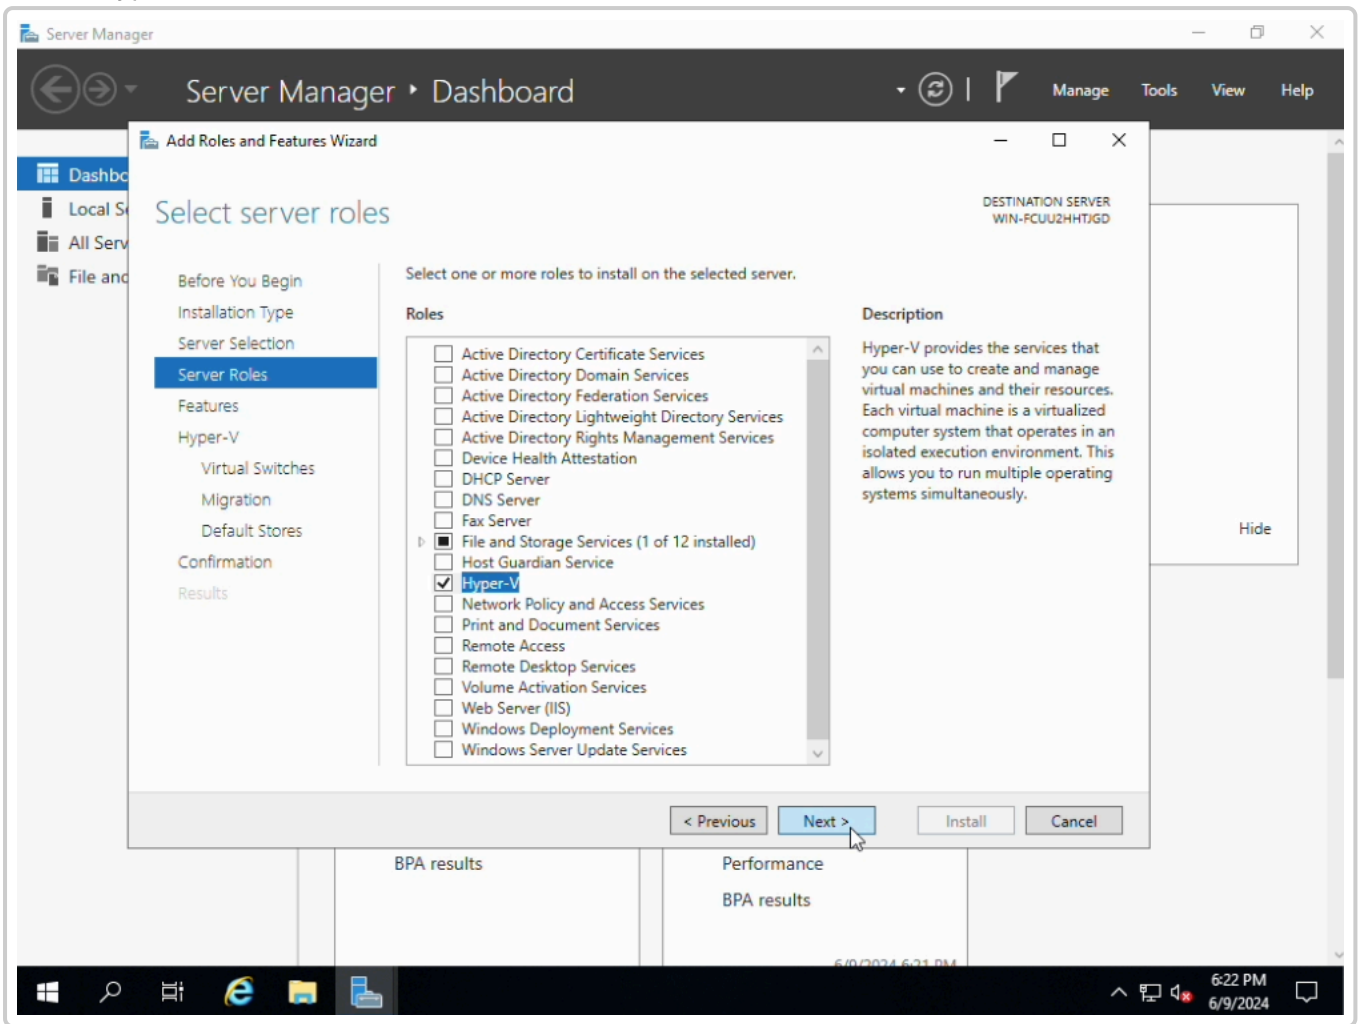 Server Manager
Server Manager • Dashboard
Manage
Tools
View
Help
Add Roles and Features Wizard
Select server roles
DESTINATION SERVER
WIN-FCUU2HHTJGD
Before You Begin
Installation Type
Server Selection
Server Roles
Features
Hyper-V
Virtual Switches
Migration
Default Stores
Confirmation
Results
Select one or more roles to install on the selected server.
Roles
Active Directory Certificate Services
Active Directory Domain Services
Active Directory Federation Services
Active Directory Lightweight Directory Services
Active Directory Rights Management Services
Device Health Attestation
DHCP Server
DNS Server
Fax Server
File and Storage Services (1 of 12 installed)
Host Guardian Service
Hyper-V
Network Policy and Access Services
Print and Document Services
Remote Access
Remote Desktop Services
Volume Activation Services
Web Server (IIS)
Windows Deployment Services
Windows Server Update Services
Description
Hyper-V provides the services that
you can use to create and manage
virtual machines and their resources.
Each virtual machine is a virtualized
computer system that operates in an
isolated execution environment. This
allows you to run multiple operating
systems simultaneously.
< Previous
Next >
Install
Cancel
Dashbo
Local Se
All Serv
File and
Hide
BPA results
Performance
BPA results
6/9/2024 6:21 PM
6:22 PM
6/9/2024